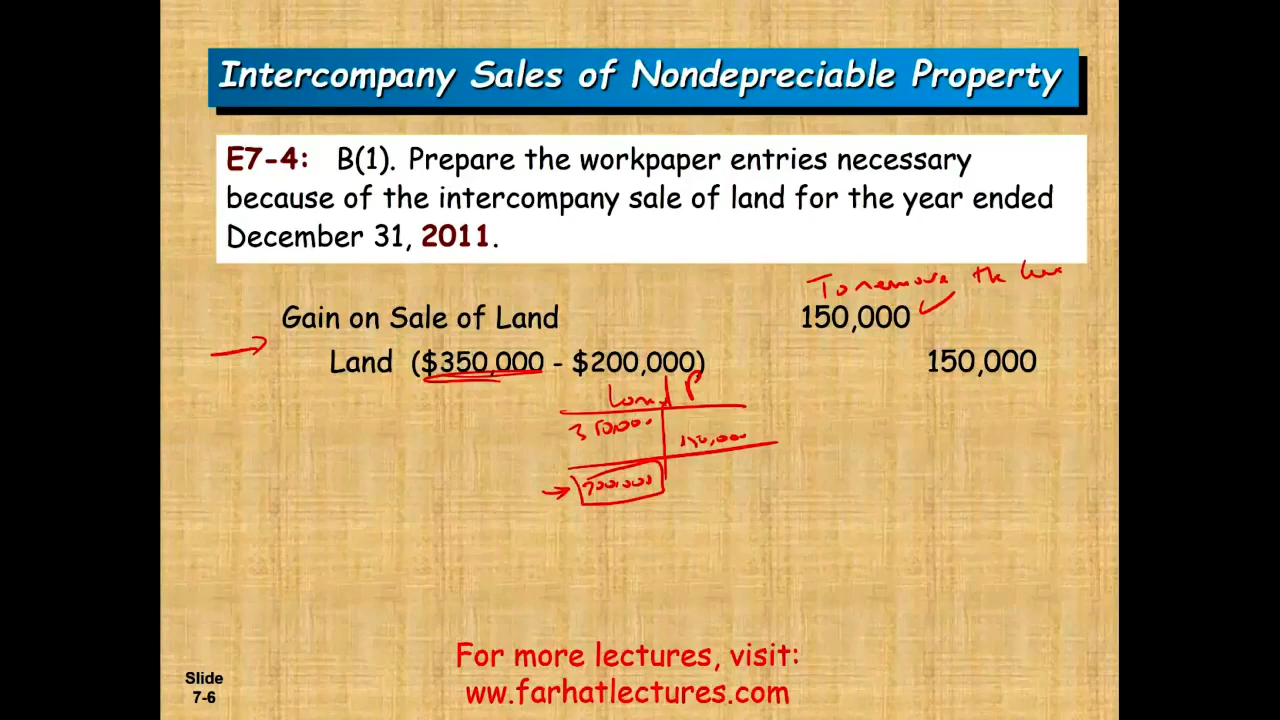 Intercompany Sales of Nondepreciable Property
E7-4: B(1). Prepare the workpaper entries necessary
because of the intercompany sale of land for the year ended
December 31, 2011.
To remove the
Gain on Sale of Land 150,000
Land ($350,000 - $200,000) 150,000
Land P
350,000
150,000
For more lectures, visit:
ww.farhatlectures.com
Slide
7-6